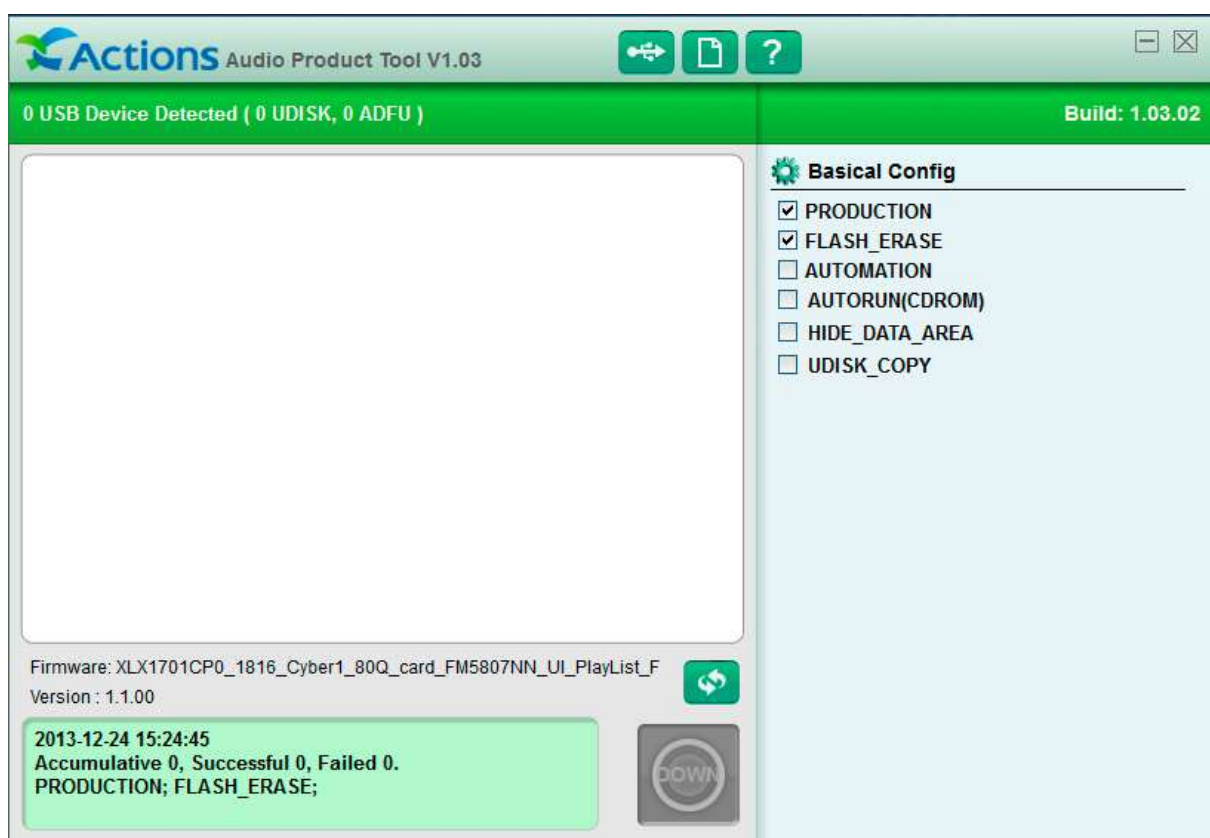 Actions Audio Product Tool V1.03
?
0 USB Device Detected ( 0 UDISK, 0 ADFU )
Build: 1.03.02
Basical Config
PRODUCTION
FLASH_ERASE
AUTOMATION
AUTORUN(CDROM)
HIDE_DATA_AREA
UDISK_COPY
Firmware: XLX1701CP0_1816_Cyber1_80Q_card_FM5807NN_UI_PlayList_F
Version : 1.1.00
2013-12-24 15:24:45
Accumulative 0, Successful 0, Failed 0.
PRODUCTION; FLASH_ERASE;
DOWN